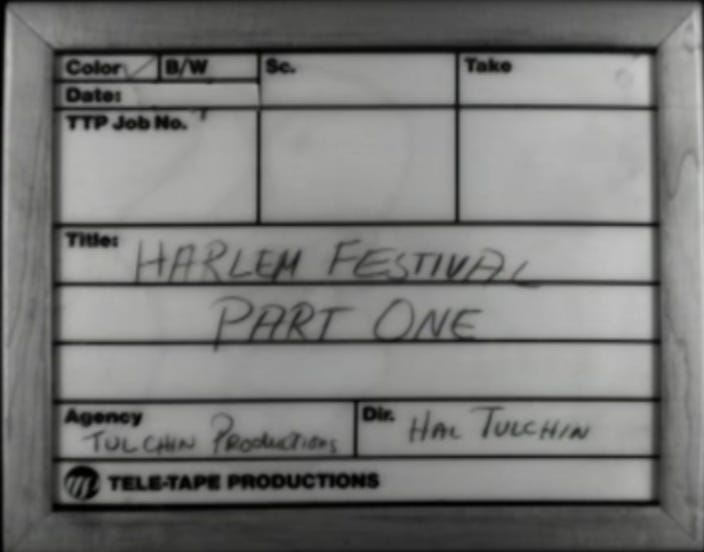 Color B/W Sc. Take
Date:
TTP Job No.
Title: HARLEM FESTIVAL
PART ONE
Agency Dir. HAL TULCHIN
TULCHIN PRODUCTIONS
TELE-TAPE PRODUCTIONS